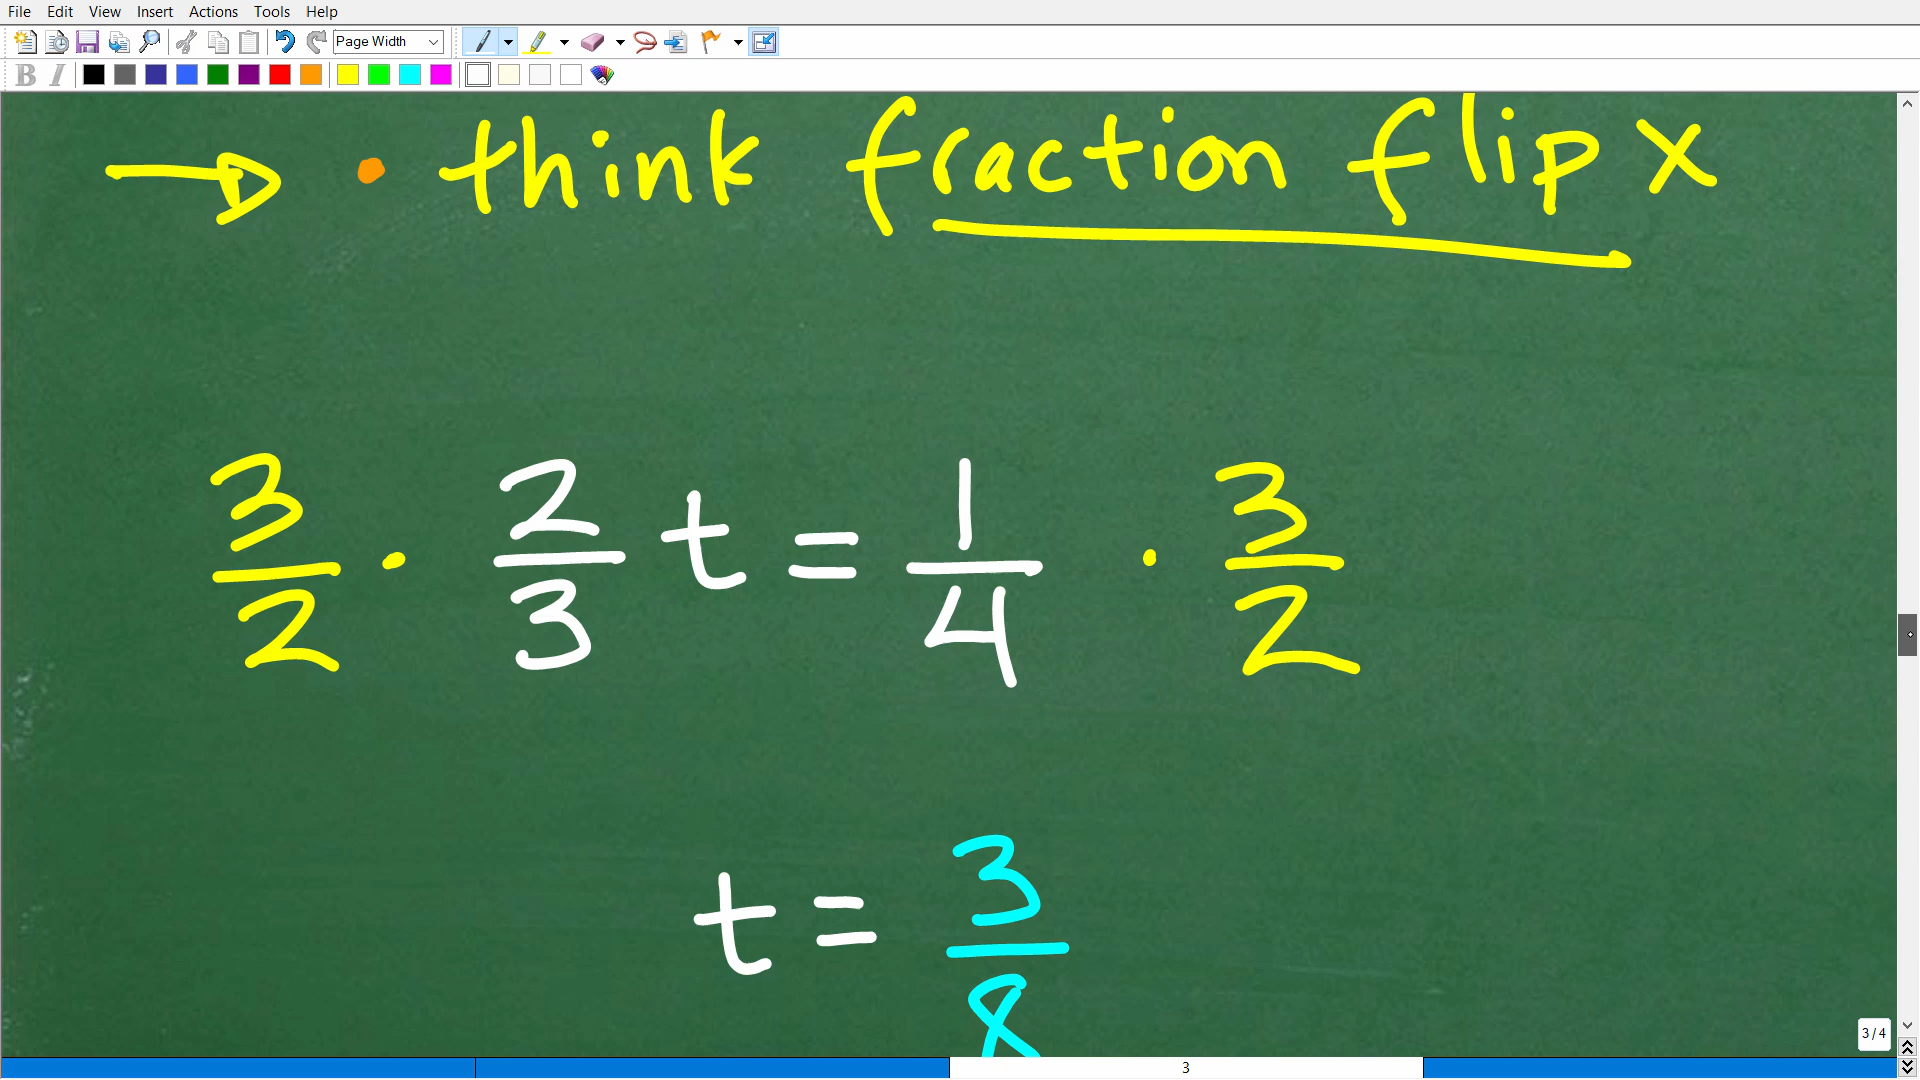 File Edit View Insert Actions Tools Help
Page Width
B I
→ • think fraction flip x
3/2 · 2/3 t = 1/4 · 3/2
t = 3/8
3 / 4
3